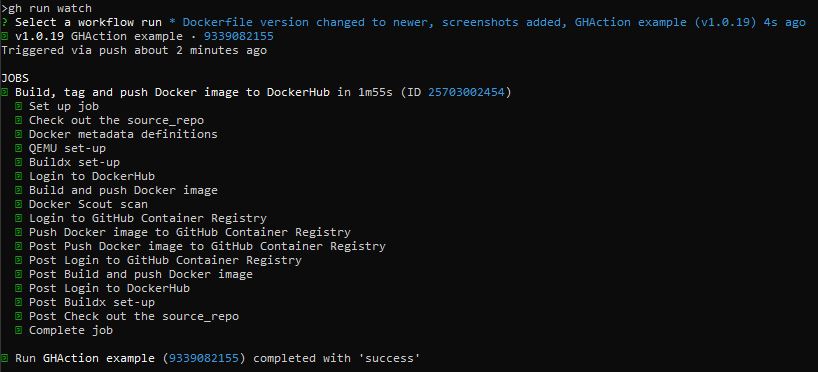 >gh run watch
? Select a workflow run * Dockerfile version changed to newer, screenshots added, GHAction example (v1.0.19) 4s ago
v1.0.19 GHAction example · 9339082155
Triggered via push about 2 minutes ago
JOBS
Build, tag and push Docker image to DockerHub in 1m55s (ID 25703002454)
Set up job
Check out the source_repo
Docker metadata definitions
QEMU set-up
Buildx set-up
Login to DockerHub
Build and push Docker image
Docker Scout scan
Login to GitHub Container Registry
Push Docker image to GitHub Container Registry
Post Push Docker image to GitHub Container Registry
Post Login to GitHub Container Registry
Post Build and push Docker image
Post Login to DockerHub
Post Buildx set-up
Post Check out the source_repo
Complete job
Run GHAction example (9339082155) completed with 'success'